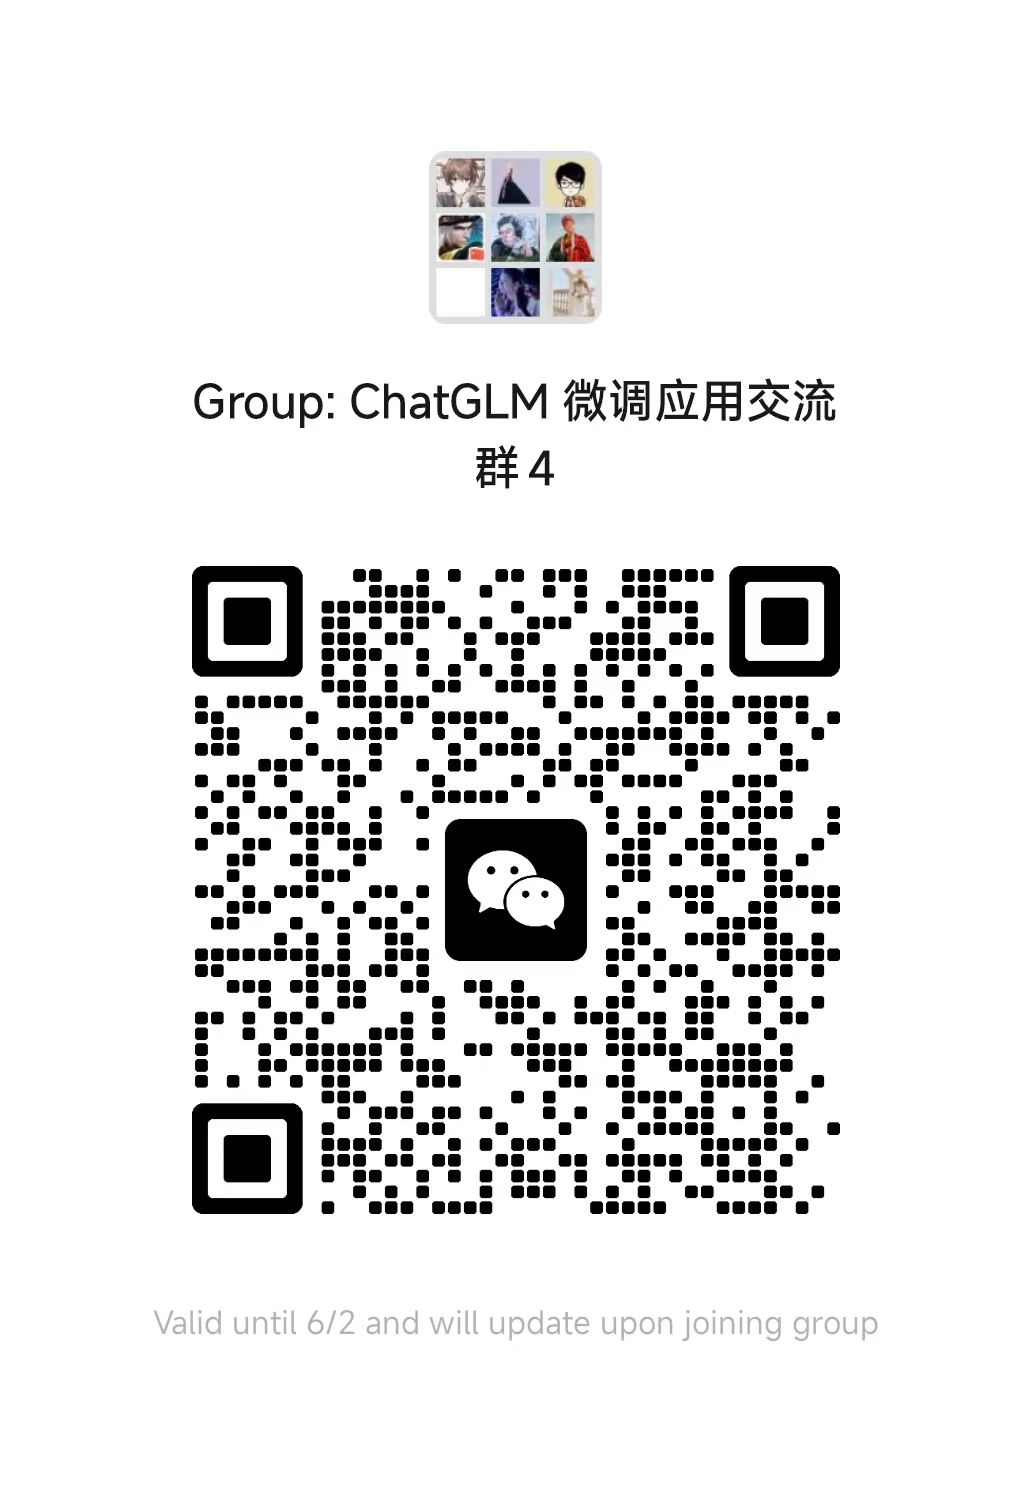 Group: ChatGLM 微调应用交流
群 4
Valid until 6/2 and will update upon joining group